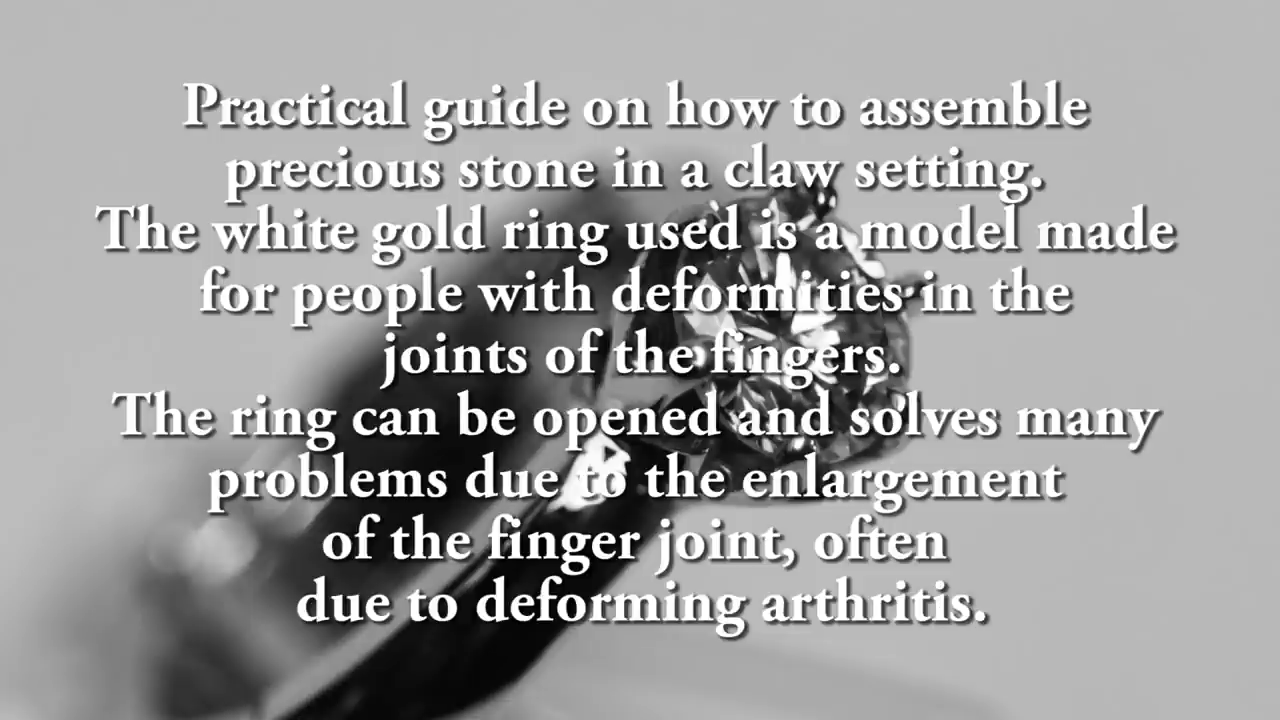 Practical guide on how to assemble
precious stone in a claw setting.
The white gold ring used is a model made
for people with deformities in the
joints of the fingers.
The ring can be opened and solves many
problems due to the enlargement
of the finger joint, often
due to deforming arthritis.